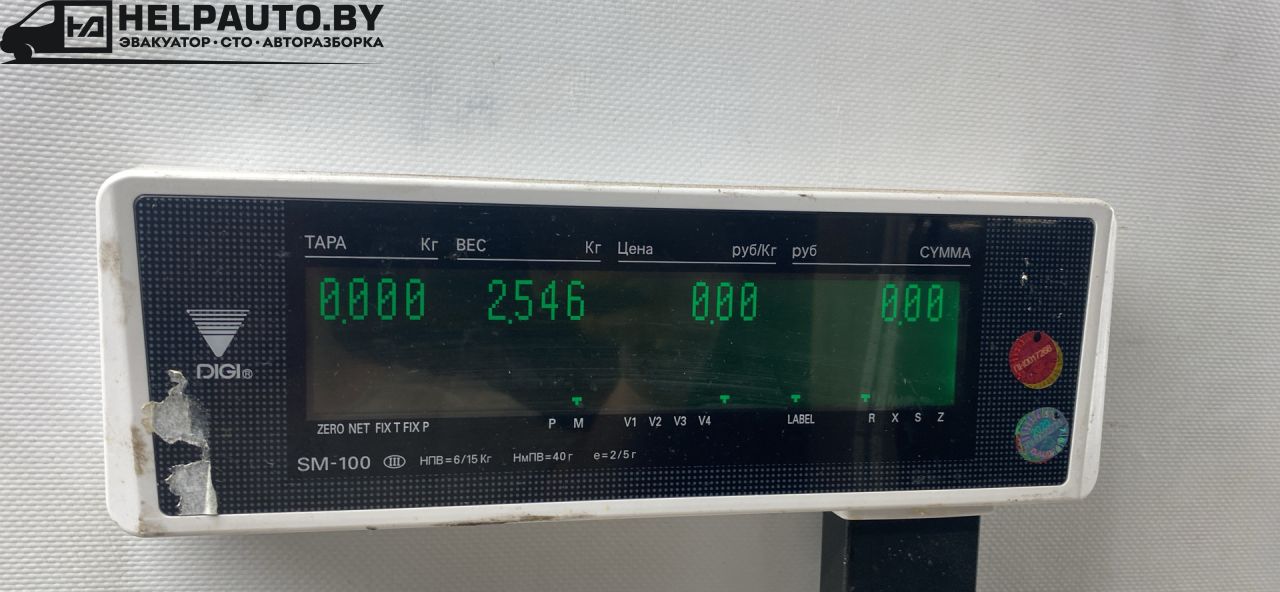 HELPAUTO.BY
ЭВАКУАТОР·СТО·АВТОРАЗБОРКА
ТАРА Кг ВЕС Кг Цена руб/Кг руб СУММА
0.000 2.546 0.00 0.00
DIGI®
ZERO NET FIX T FIX P P M V1 V2 V3 V4 LABEL R X S Z
SM-100 III НПВ=6/15 Кг НмПВ=40 г e=2/5 г